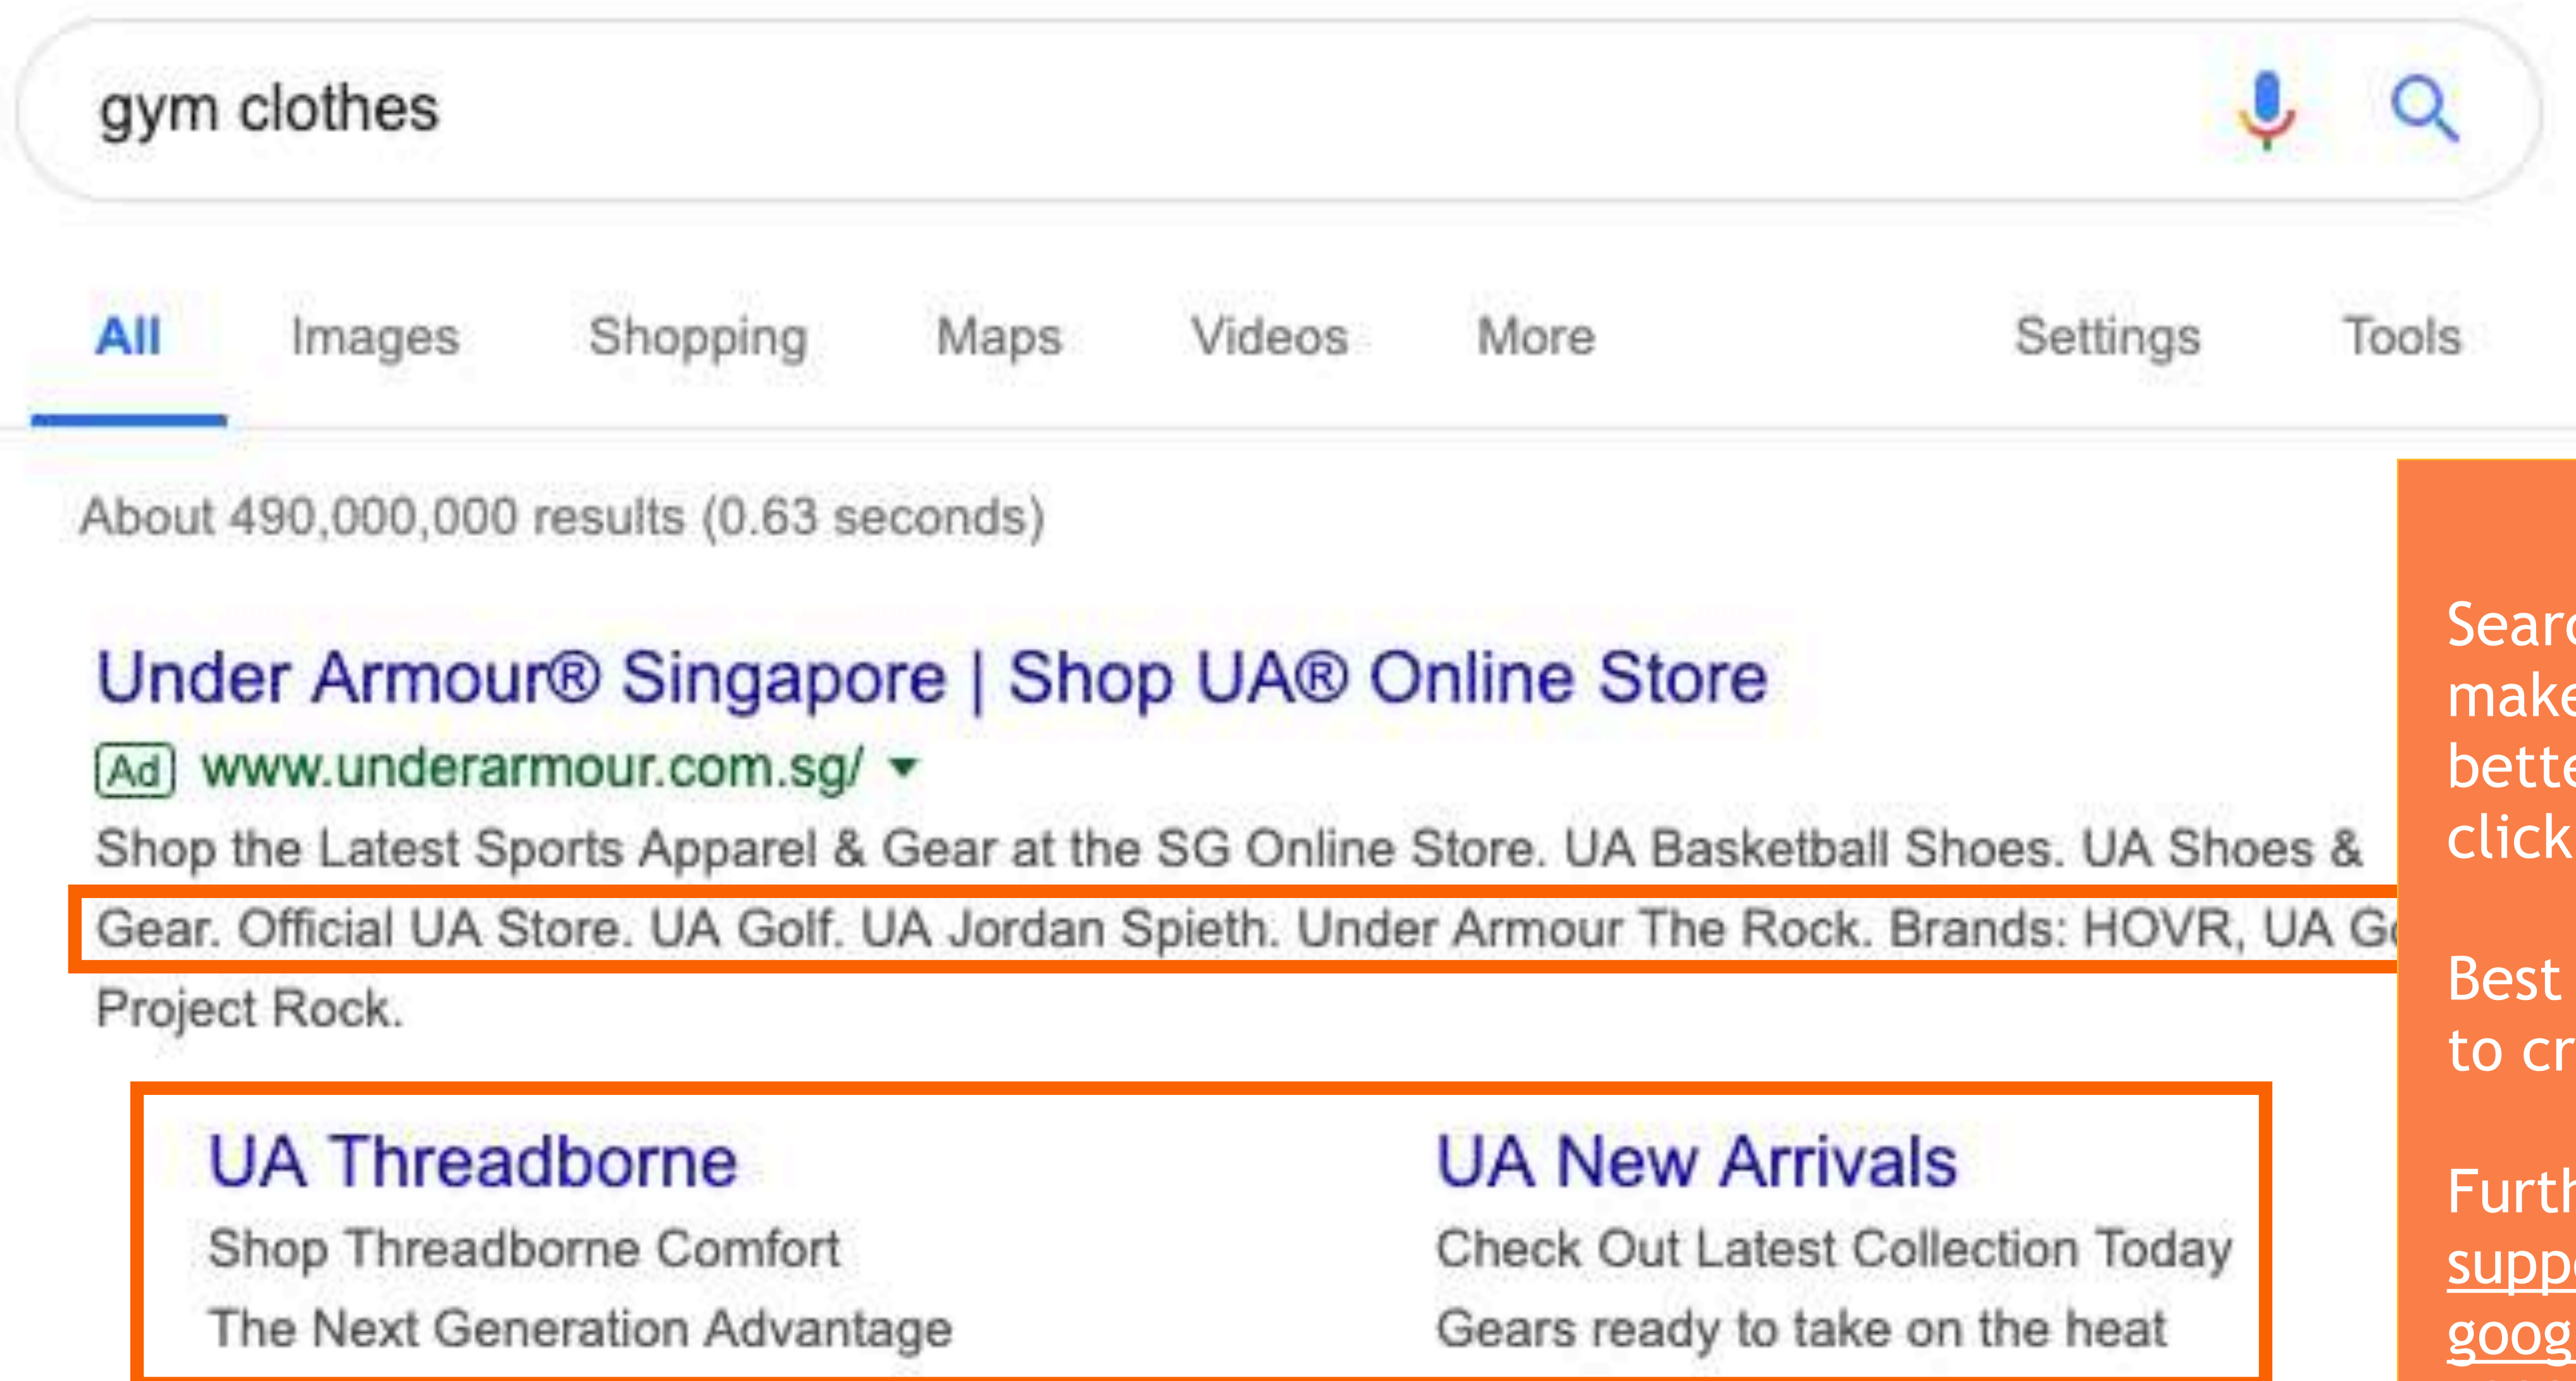 gym clothes
All Images Shopping Maps Videos More Settings Tools
About 490,000,000 results (0.63 seconds)
Under Armour® Singapore | Shop UA® Online Store
Ad www.underarmour.com.sg/
Shop the Latest Sports Apparel & Gear at the SG Online Store. UA Basketball Shoes. UA Shoes &
Gear. Official UA Store. UA Golf. UA Jordan Spieth. Under Armour The Rock. Brands: HOVR, UA
Project Rock.
UA Threadborne
Shop Threadborne Comfort
The Next Generation Advantage
UA New Arrivals
Check Out Latest Collection Today
Gears ready to take on the heat
click
Best
to